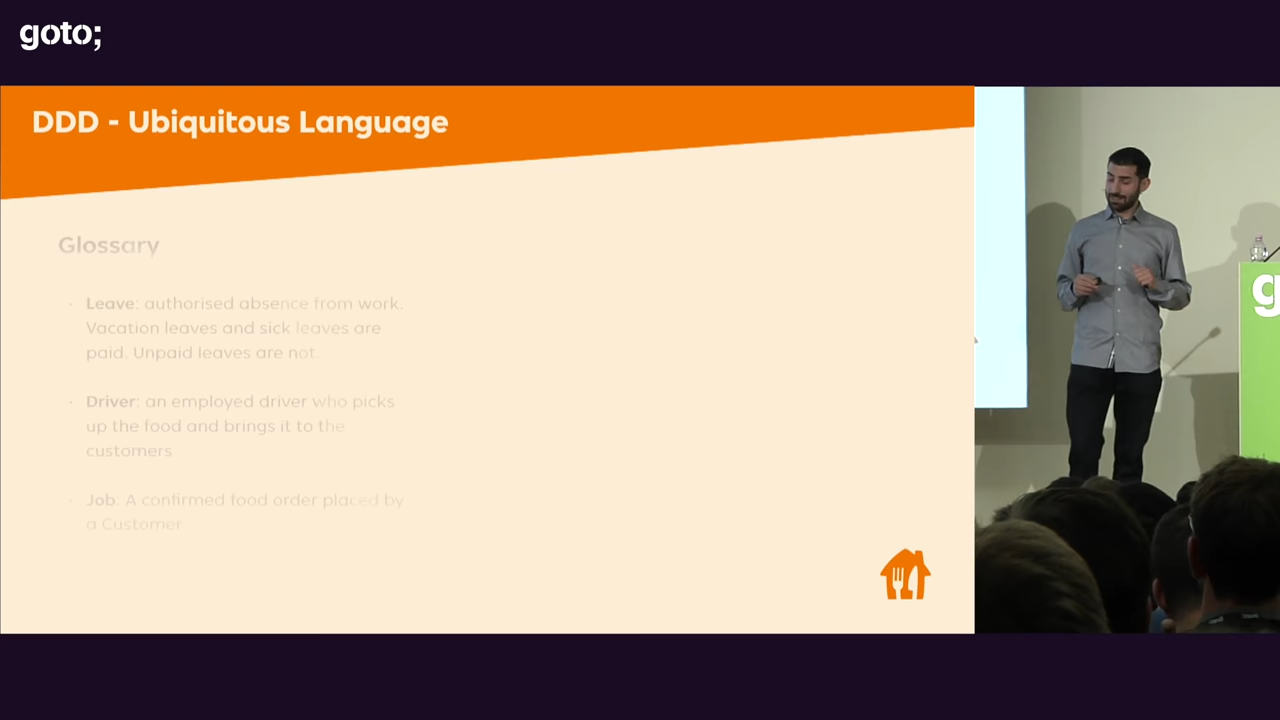 goto;
DDD - Ubiquitous Language
Glossary
· Leave: authorised absence from work.
Vacation leaves and sick leaves are
paid. Unpaid leaves are not.
· Driver: an employed driver who picks
up the food and brings it to the
customers
· Job: A confirmed food order placed by
a Customer
g